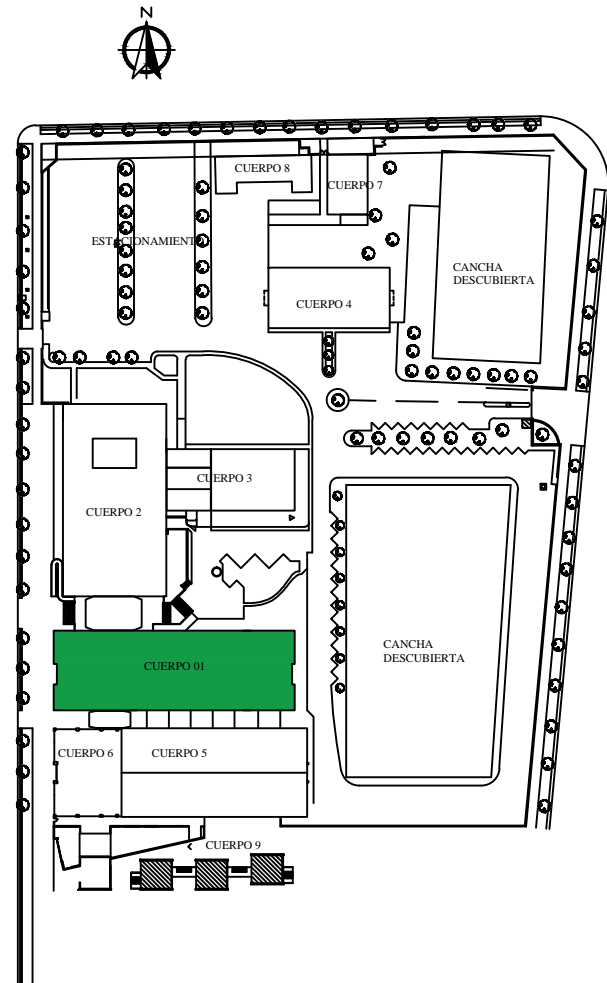 N
CUERPO 8
CUERPO 7
ESTACIONAMIENTO
CANCHA
DESCUBIERTA
CUERPO 4
CUERPO 3
CUERPO 2
CANCHA
DESCUBIERTA
CUERPO 01
CUERPO 6
CUERPO 5
CUERPO 9